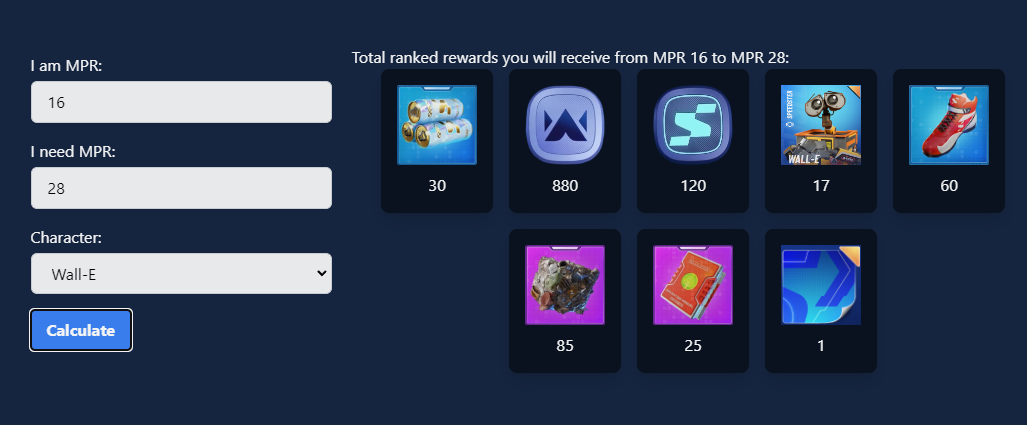 I am MPR:
16
I need MPR:
28
Character:
Wall-E
Calculate
Total ranked rewards you will receive from MPR 16 to MPR 28:
30
880
120
SPEEDSTER
WALL-E
17
60
85
25
1